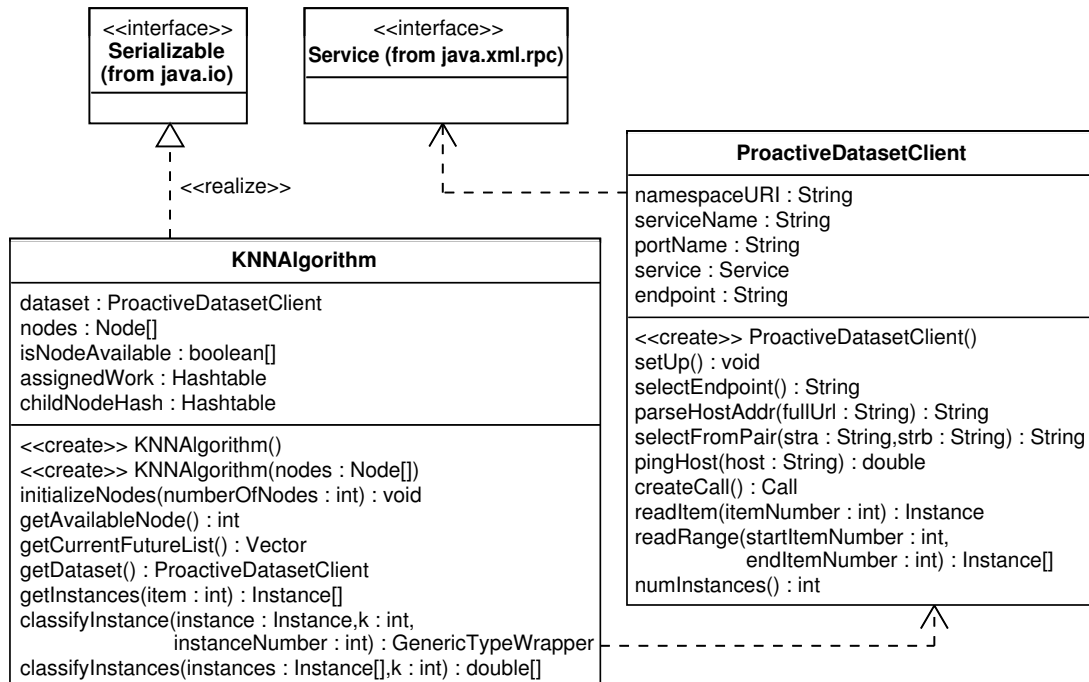 <<interface>>
Serializable
(from java.io)
<<interface>>
Service (from java.xml.rpc)
<<realize>>
KNNAlgorithm
dataset : ProactiveDatasetClient
nodes : Node[]
isNodeAvailable : boolean[]
assignedWork : Hashtable
childNodeHash : Hashtable
<<create>> KNNAlgorithm()
<<create>> KNNAlgorithm(nodes : Node[])
initializeNodes(numberOfNodes : int) : void
getAvailableNode() : int
getCurrentFutureList() : Vector
getDataset() : ProactiveDatasetClient
getInstances(item : int) : Instance[]
classifyInstance(instance : Instance,k : int,
instanceNumber : int) : GenericTypeWrapper
classifyInstances(instances : Instance[],k : int) : double[]
ProactiveDatasetClient
namespaceURI : String
serviceName : String
portName : String
service : Service
endpoint : String
<<create>> ProactiveDatasetClient()
setUp() : void
selectEndpoint() : String
parseHostAddr(fullUrl : String) : String
selectFromPair(stra : String,strb : String) : String
pingHost(host : String) : double
createCall() : Call
readItem(itemNumber : int) : Instance
readRange(startItemNumber : int,
endItemNumber : int) : Instance[]
numInstances() : int